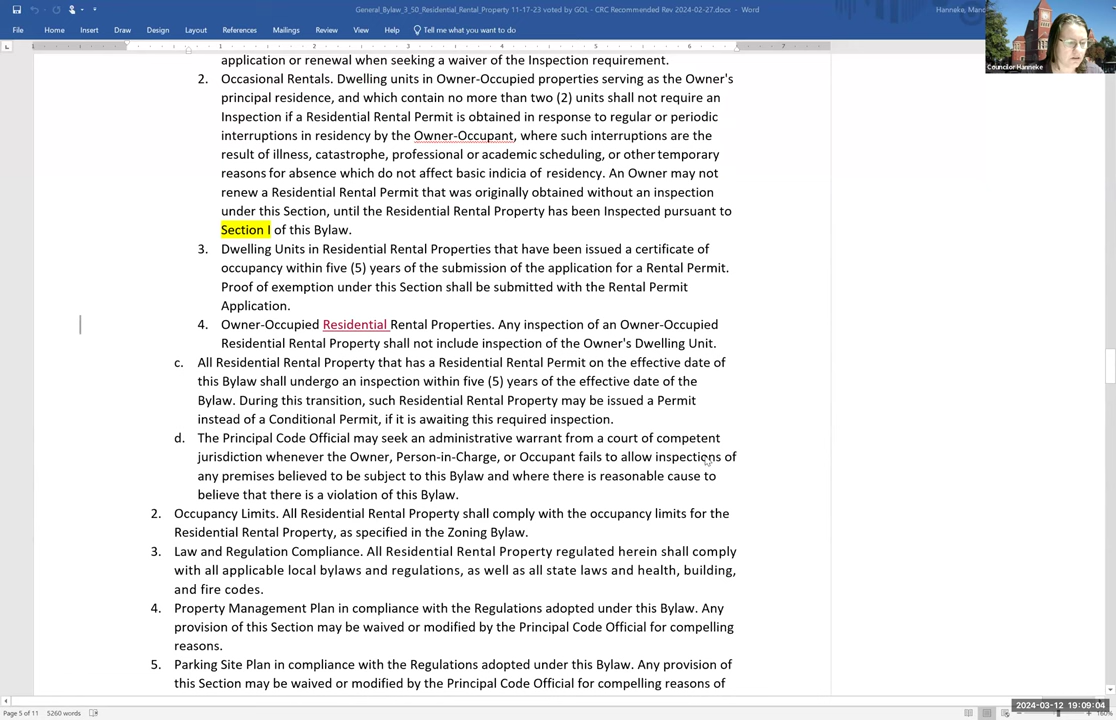 General_Bylaw_3_50_Residential_Rental_Property 11-17-23 voted by GOL - CRC Recommended Rev 2024-02-27.docx - Word
Hanneke, Mand
File Home Insert Draw Design Layout References Mailings Review View Help Tell me what you want to do
Councilor Hanneke
1 1 2 3 4 5 6 7
application or renewal when seeking a waiver of the Inspection requirement.
2. Occasional Rentals. Dwelling units in Owner-Occupied properties serving as the Owner's
principal residence, and which contain no more than two (2) units shall not require an
Inspection if a Residential Rental Permit is obtained in response to regular or periodic
interruptions in residency by the Owner-Occupant, where such interruptions are the
result of illness, catastrophe, professional or academic scheduling, or other temporary
reasons for absence which do not affect basic indicia of residency. An Owner may not
renew a Residential Rental Permit that was originally obtained without an inspection
under this Section, until the Residential Rental Property has been Inspected pursuant to
Section I of this Bylaw.
3. Dwelling Units in Residential Rental Properties that have been issued a certificate of
occupancy within five (5) years of the submission of the application for a Rental Permit.
Proof of exemption under this Section shall be submitted with the Rental Permit
Application.
4. Owner-Occupied Residential Rental Properties. Any inspection of an Owner-Occupied
Residential Rental Property shall not include inspection of the Owner's Dwelling Unit.
c. All Residential Rental Property that has a Residential Rental Permit on the effective date of
this Bylaw shall undergo an inspection within five (5) years of the effective date of the
Bylaw. During this transition, such Residential Rental Property may be issued a Permit
instead of a Conditional Permit, if it is awaiting this required inspection.
d. The Principal Code Official may seek an administrative warrant from a court of competent
jurisdiction whenever the Owner, Person-in-Charge, or Occupant fails to allow inspections of
any premises believed to be subject to this Bylaw and where there is reasonable cause to
believe that there is a violation of this Bylaw.
2. Occupancy Limits. All Residential Rental Property shall comply with the occupancy limits for the
Residential Rental Property, as specified in the Zoning Bylaw.
3. Law and Regulation Compliance. All Residential Rental Property regulated herein shall comply
with all applicable local bylaws and regulations, as well as all state laws and health, building,
and fire codes.
4. Property Management Plan in compliance with the Regulations adopted under this Bylaw. Any
provision of this Section may be waived or modified by the Principal Code Official for compelling
reasons.
5. Parking Site Plan in compliance with the Regulations adopted under this Bylaw. Any provision of
this Section may be waived or modified by the Principal Code Official for compelling reasons of
Page 5 of 11 5260 words
2024-03-12 19:09:04
160%